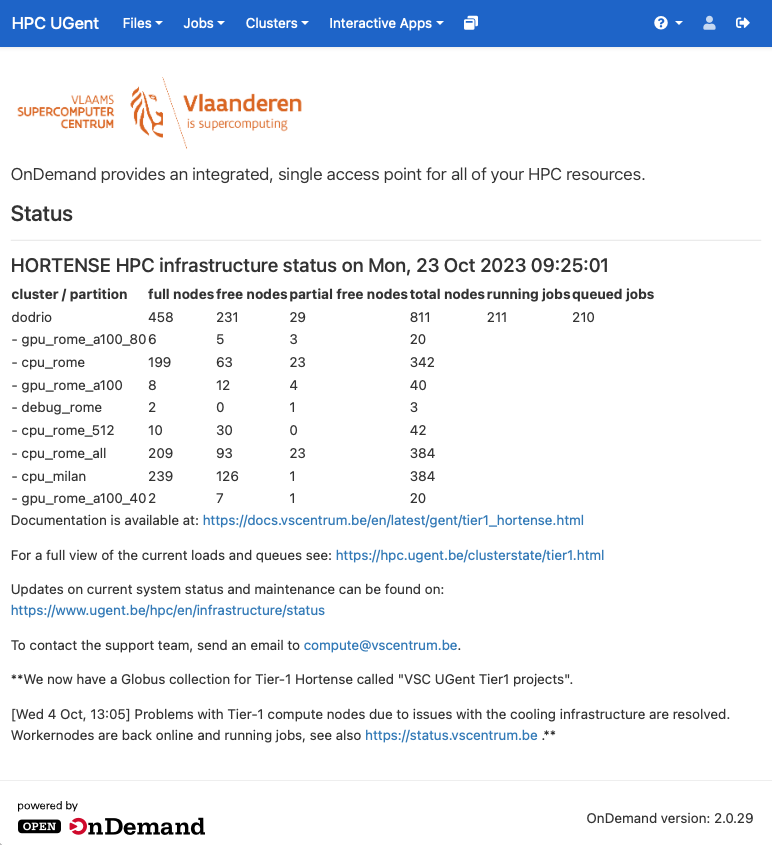 HPC UGent Files Jobs Clusters Interactive Apps
VLAAMS
SUPERCOMPUTER
CENTRUM
Vlaanderen
is supercomputing
OnDemand provides an integrated, single access point for all of your HPC resources.
Status
HORTENSE HPC infrastructure status on Mon, 23 Oct 2023 09:25:01
cluster / partition full nodes free nodes partial free nodes total nodes running jobs queued jobs
dodrio 458 231 29 811 211 210
- gpu_rome_a100_80 6 5 3 20
- cpu_rome 199 63 23 342
- gpu_rome_a100 8 12 4 40
- debug_rome 2 0 1 3
- cpu_rome_512 10 30 0 42
- cpu_rome_all 209 93 23 384
- cpu_milan 239 126 1 384
- gpu_rome_a100_40 2 7 1 20
Documentation is available at: https://docs.vscentrum.be/en/latest/gent/tier1_hortense.html
For a full view of the current loads and queues see: https://hpc.ugent.be/clusterstate/tier1.html
Updates on current system status and maintenance can be found on:
https://www.ugent.be/hpc/en/infrastructure/status
To contact the support team, send an email to compute@vscentrum.be.
**We now have a Globus collection for Tier-1 Hortense called "VSC UGent Tier1 projects".
[Wed 4 Oct, 13:05] Problems with Tier-1 compute nodes due to issues with the cooling infrastructure are resolved.
Workernodes are back online and running jobs, see also https://status.vscentrum.be .**
powered by
OPEN OnDemand
OnDemand version: 2.0.29